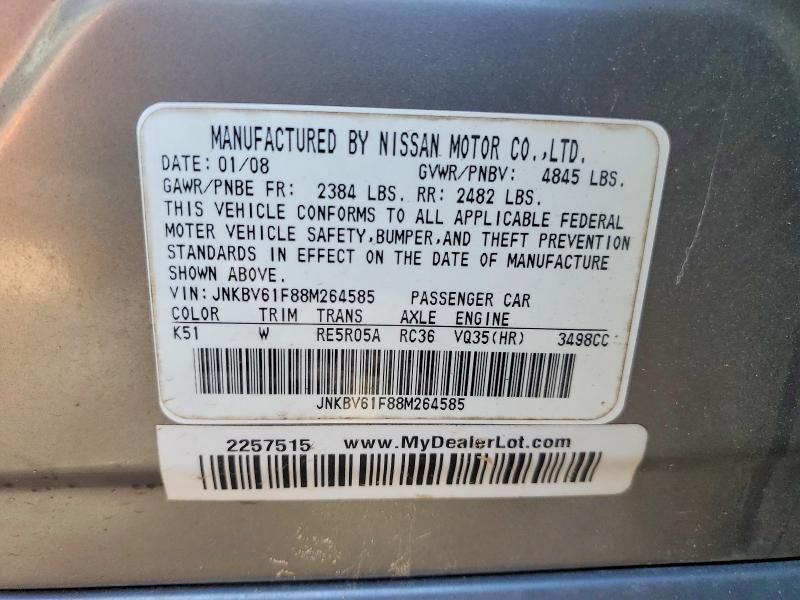 MANUFACTURED BY NISSAN MOTOR CO.,LTD.
DATE: 01/08 GVWR/PNBV: 4845 LBS.
GAWR/PNBE FR: 2384 LBS. RR: 2482 LBS.
THIS VEHICLE CONFORMS TO ALL APPLICABLE FEDERAL
MOTER VEHICLE SAFETY,BUMPER,AND THEFT PREVENTION
STANDARDS IN EFFECT ON THE DATE OF MANUFACTURE
SHOWN ABOVE.
VIN:JNKBV61F88M264585 PASSENGER CAR
COLOR TRIM TRANS AXLE ENGINE
K51 W RE5R05A RC36 VQ35(HR) 3498CC
JNKBV61F88M264585
2257515 www.MyDealerLot.com